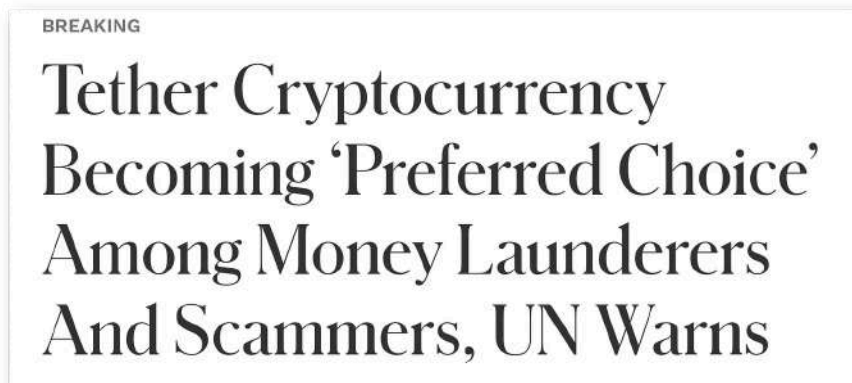 BREAKING
Tether Cryptocurrency
Becoming ‘Preferred Choice’
Among Money Launderers
And Scammers, UN Warns